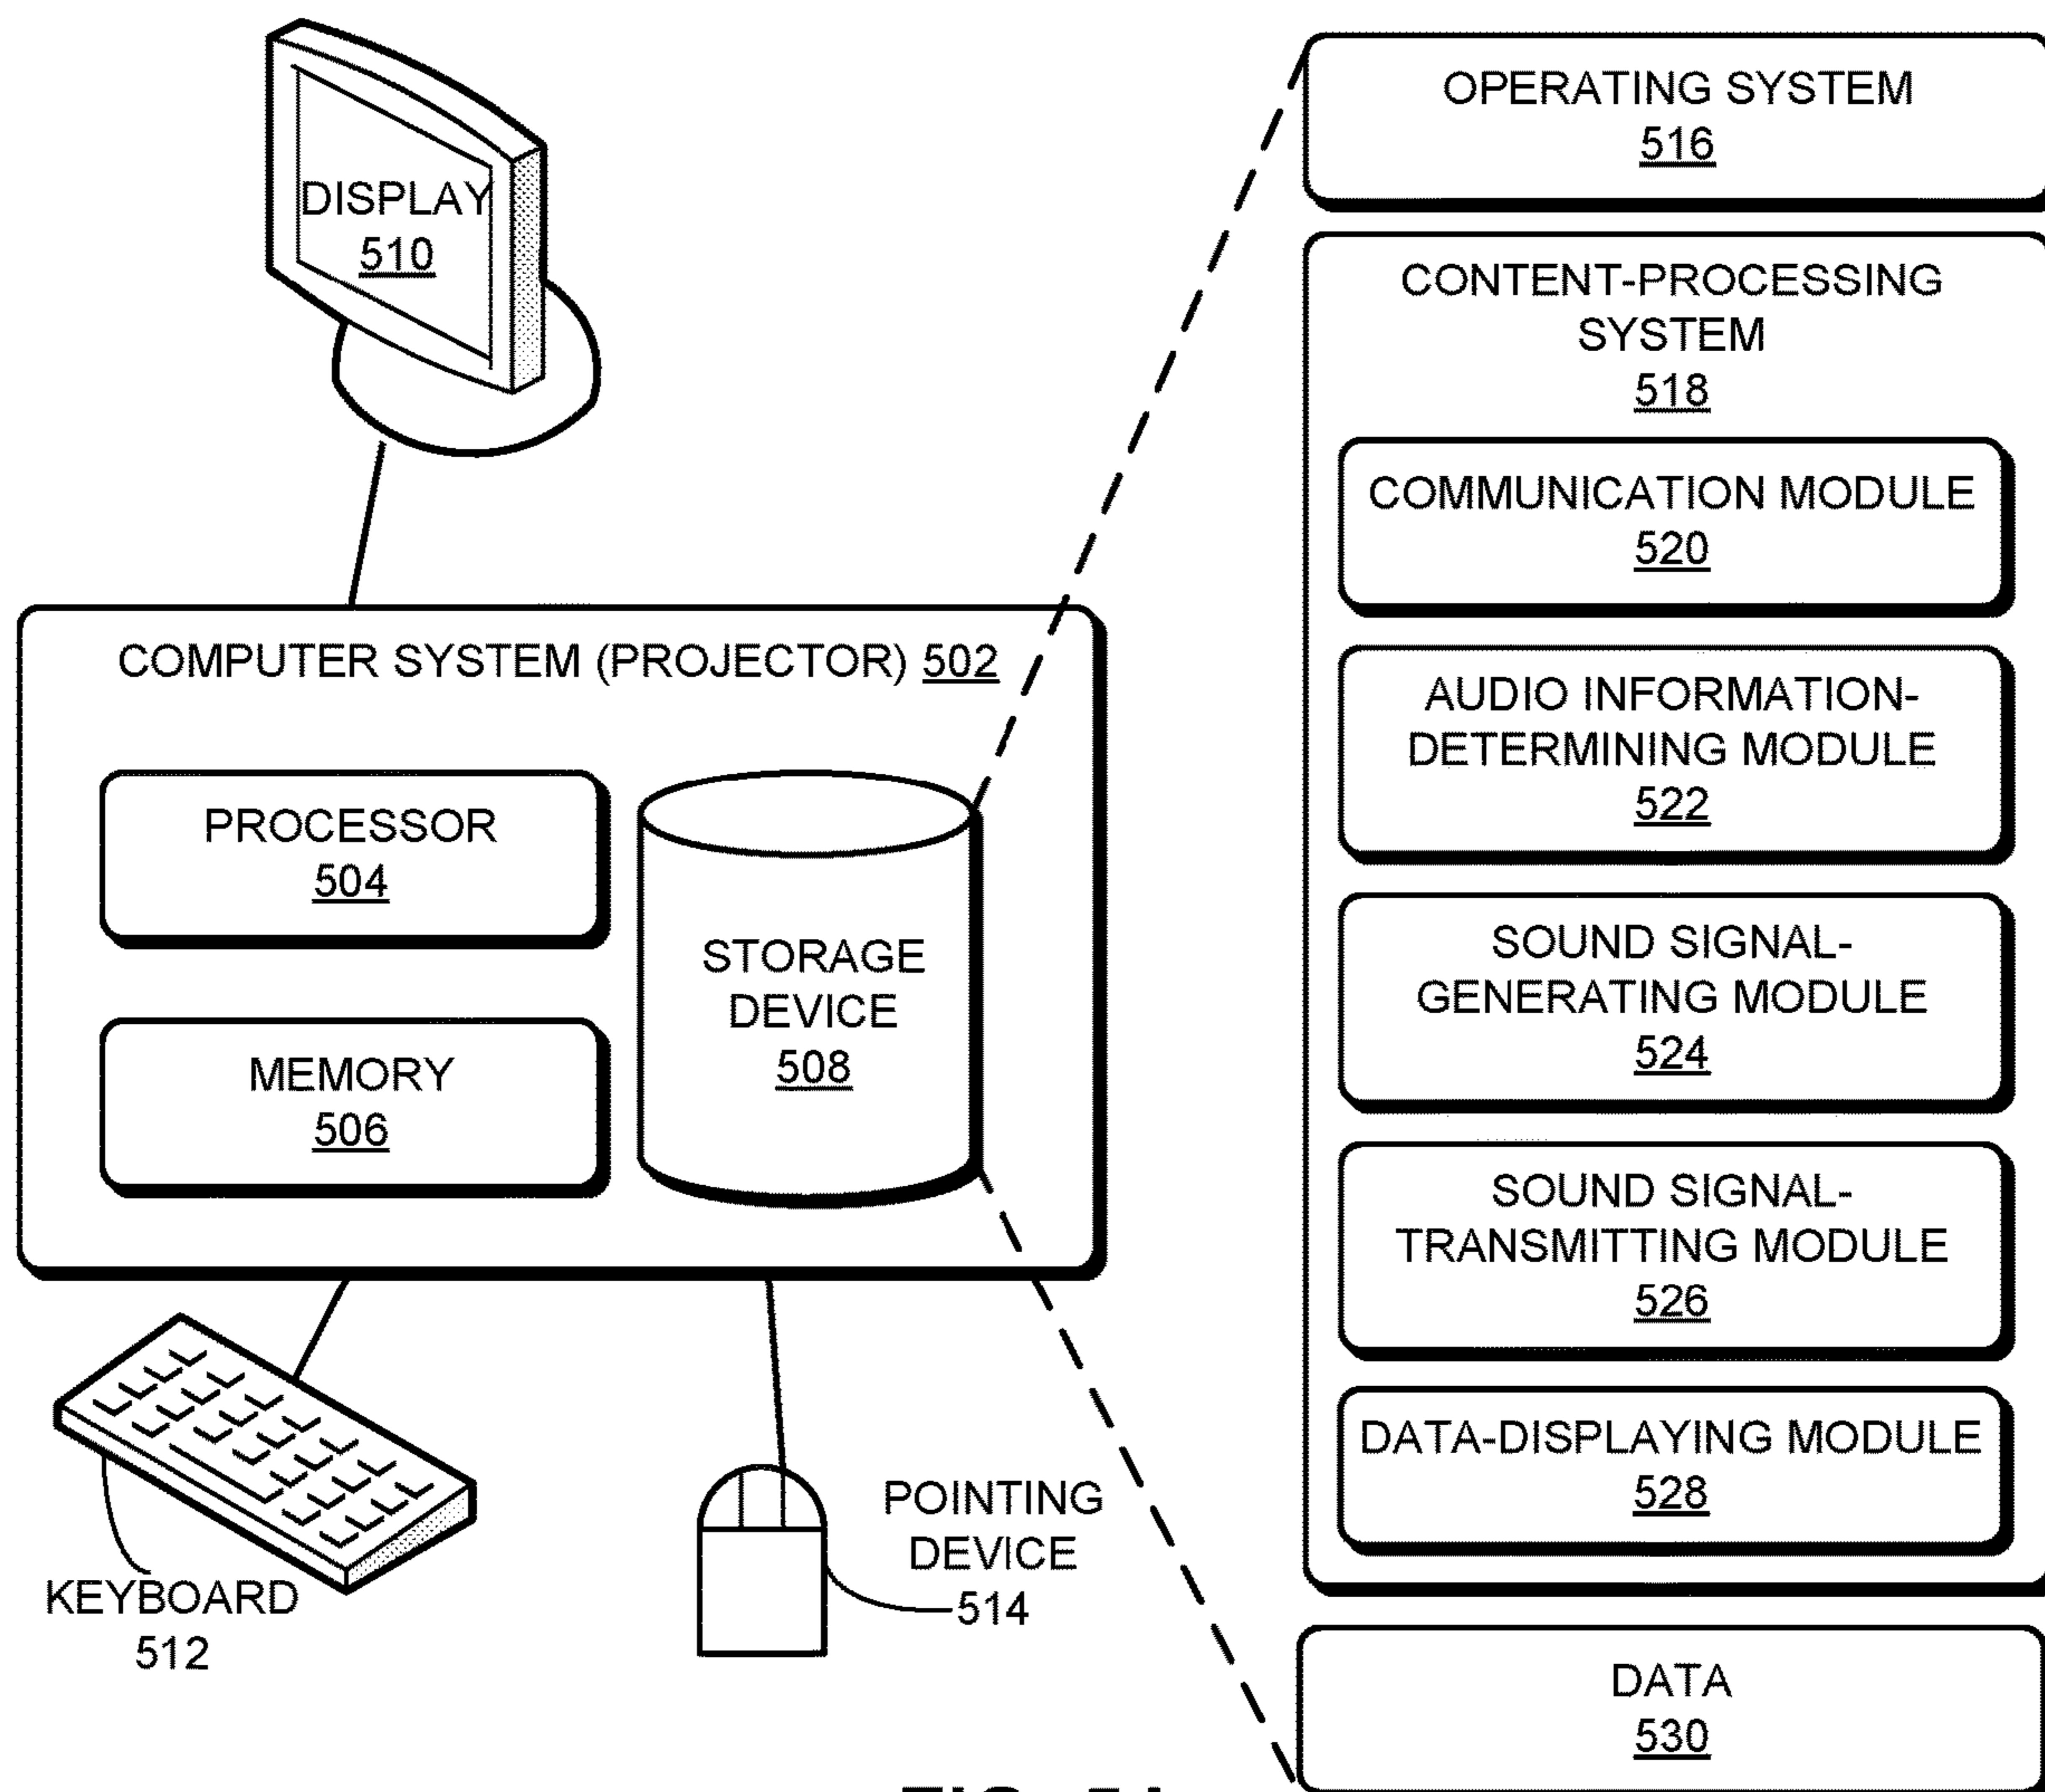 DISPLAY
510
COMPUTER SYSTEM (PROJECTOR) 502
PROCESSOR
504
MEMORY
506
STORAGE
DEVICE
508
KEYBOARD
512
POINTING
DEVICE
514
OPERATING SYSTEM
516
CONTENT-PROCESSING
SYSTEM
518
COMMUNICATION MODULE
520
AUDIO INFORMATION-
DETERMINING MODULE
522
SOUND SIGNAL-
GENERATING MODULE
524
SOUND SIGNAL-
TRANSMITTING MODULE
526
DATA-DISPLAYING MODULE
528
DATA
530